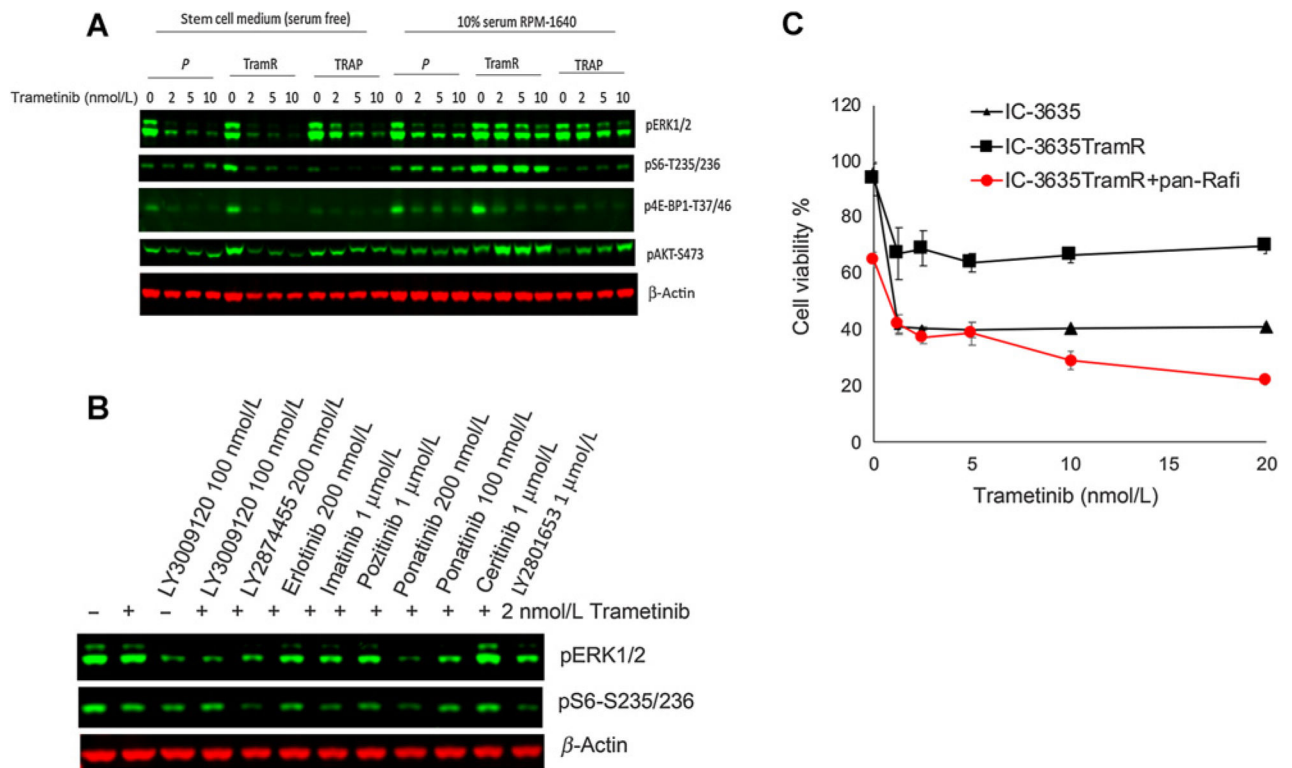 A
Stem cell medium (serum free) 10% serum RPM-1640
P TramR TRAP P TramR TRAP
Trametinib (nmol/L) 0 2 5 10 0 2 5 10 0 2 5 10 0 2 5 10 0 2 5 10 0 2 5 10
pERK1/2
pS6-T235/236
p4E-BP1-T37/46
pAKT-S473
β-Actin
B
LY3009120 100 nmol/L
LY3009120 100 nmol/L
LY2874455 200 nmol/L
Erlotinib 200 nmol/L
Imatinib 1 μmol/L
Pozitinib 1 μmol/L
Ponatinib 200 nmol/L
Ponatinib 100 nmol/L
Ceritinib 1 μmol/L
LY2801653 1 μmol/L
– + – + + + + + + + + 2 nmol/L Trametinib
pERK1/2
pS6-S235/236
β-Actin
C
IC-3635
IC-3635TramR
IC-3635TramR+pan-Rafi
Cell viability %
120
100
80
60
40
20
0
0 5 10 15 20
Trametinib (nmol/L)